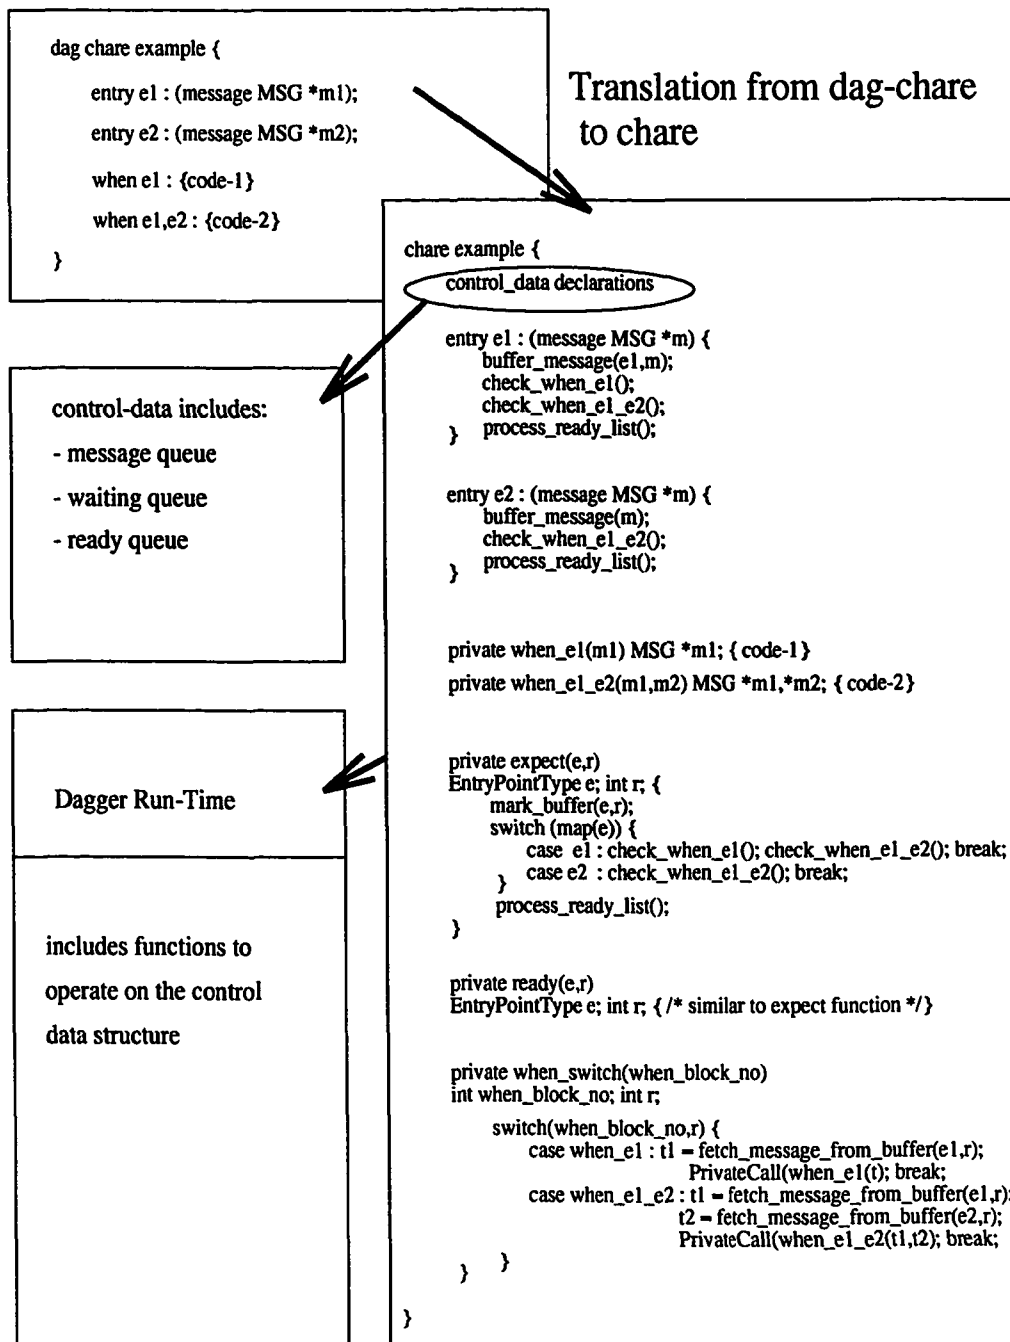 dag chare example {
entry e1 : (message MSG *m1);
entry e2 : (message MSG *m2);
when e1 : {code-1}
when e1,e2 : {code-2}
}
Translation from dag-chare
to chare
chare example {
control_data declarations
entry e1 : (message MSG *m) {
buffer_message(e1,m);
check_when_e1();
check_when_e1_e2();
} process_ready_list();
entry e2 : (message MSG *m) {
buffer_message(m);
check_when_e1_e2();
} process_ready_list();
private when_e1(m1) MSG *m1; { code-1}
private when_e1_e2(m1,m2) MSG *m1,*m2; { code-2}
private expect(e,r)
EntryPointType e; int r; {
mark_buffer(e,r);
switch (map(e)) {
case e1 : check_when_e1(); check_when_e1_e2(); break;
} case e2 : check_when_e1_e2(); break;
process_ready_list();
}
private ready(e,r)
EntryPointType e; int r; { /* similar to expect function */}
private when_switch(when_block_no)
int when_block_no; int r;
switch(when_block_no,r) {
case when_e1 : t1 = fetch_message_from_buffer(e1,r);
PrivateCall(when_e1(t); break;
case when_e1_e2 : t1 = fetch_message_from_buffer(e1,r);
t2 = fetch_message_from_buffer(e2,r);
PrivateCall(when_e1_e2(t1,t2); break;
}
}
}
control-data includes:
- message queue
- waiting queue
- ready queue
Dagger Run-Time
includes functions to
operate on the control
data structure